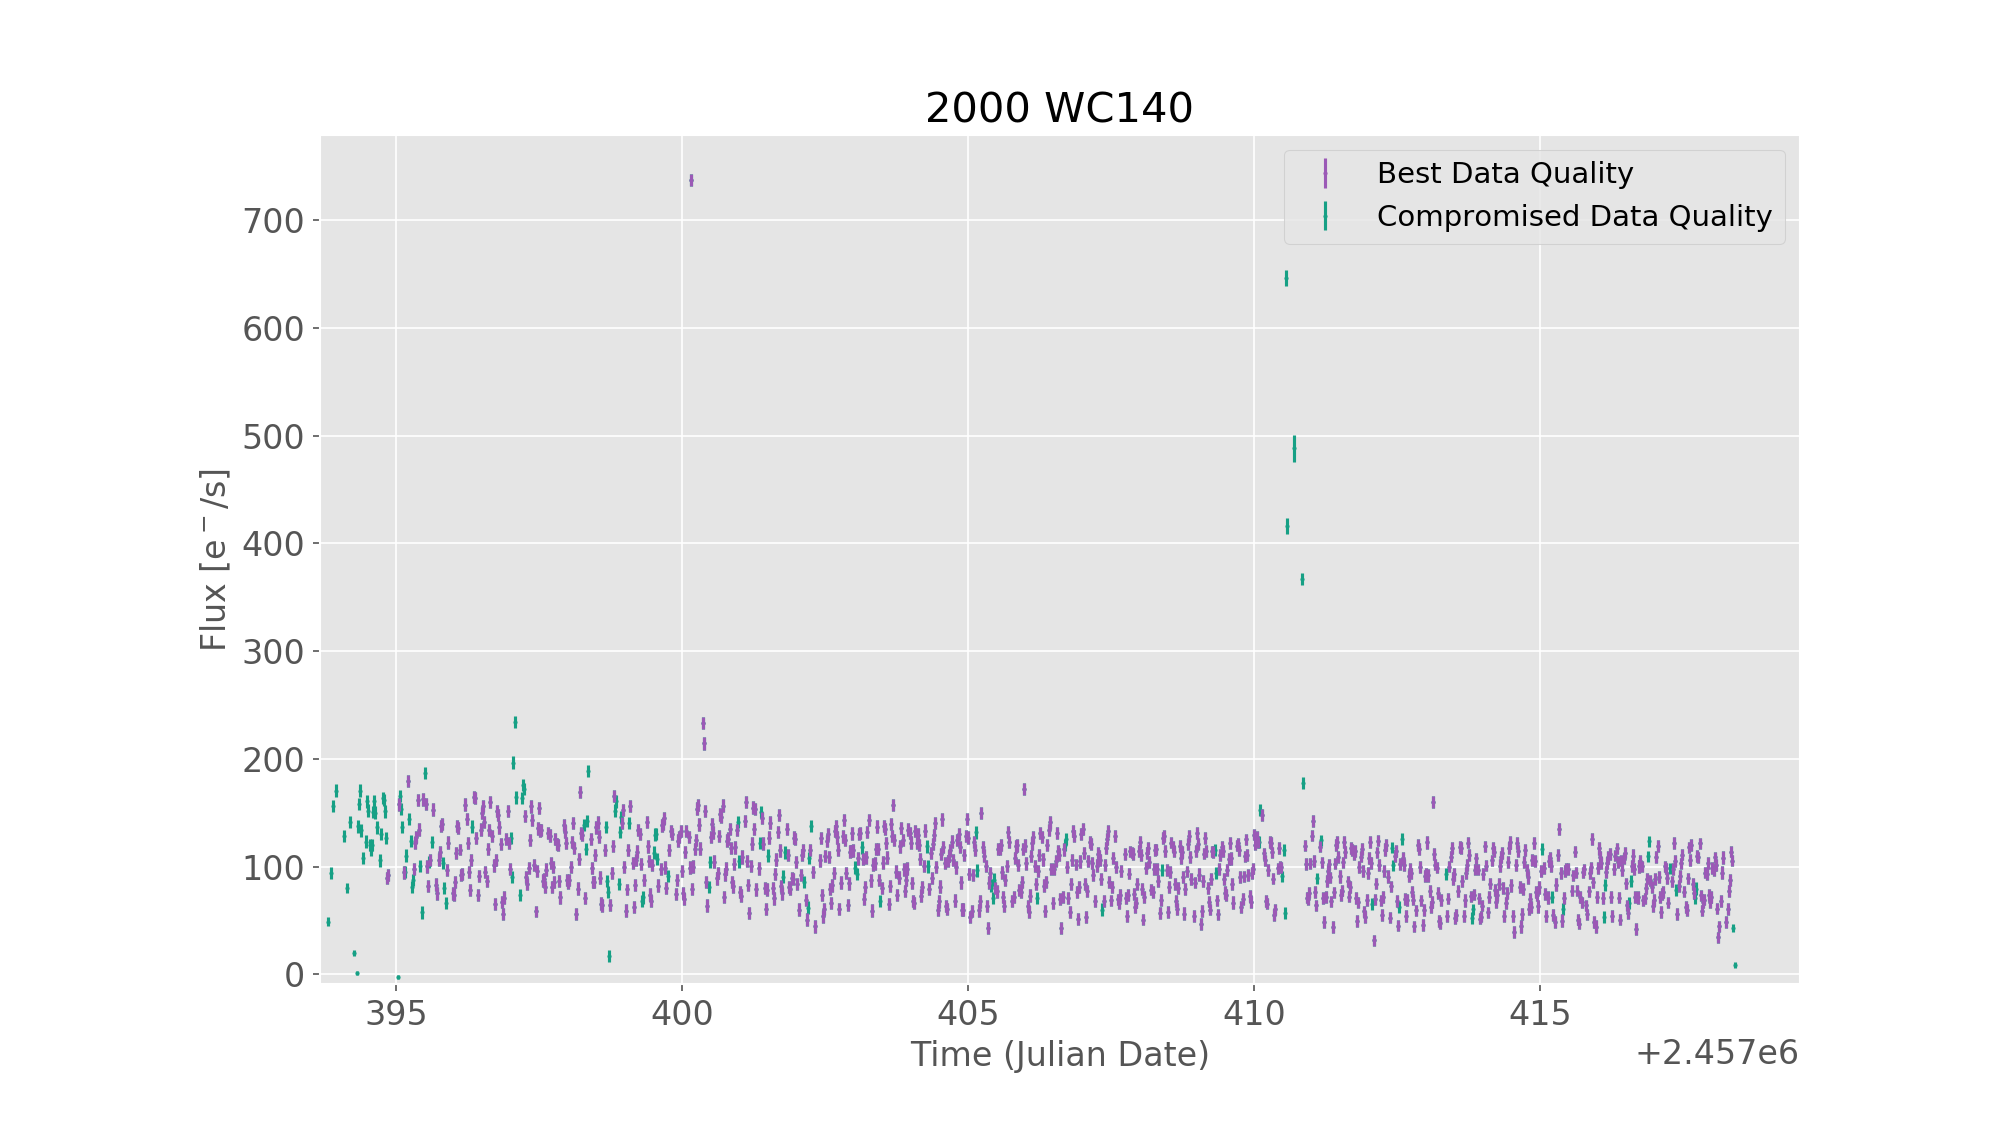 2000 WC140
Best Data Quality
Compromised Data Quality
700
600
500
400
300
200
100
0
Flux [e⁻/s]
395 400 405 410 415
Time (Julian Date)
+2.457e6